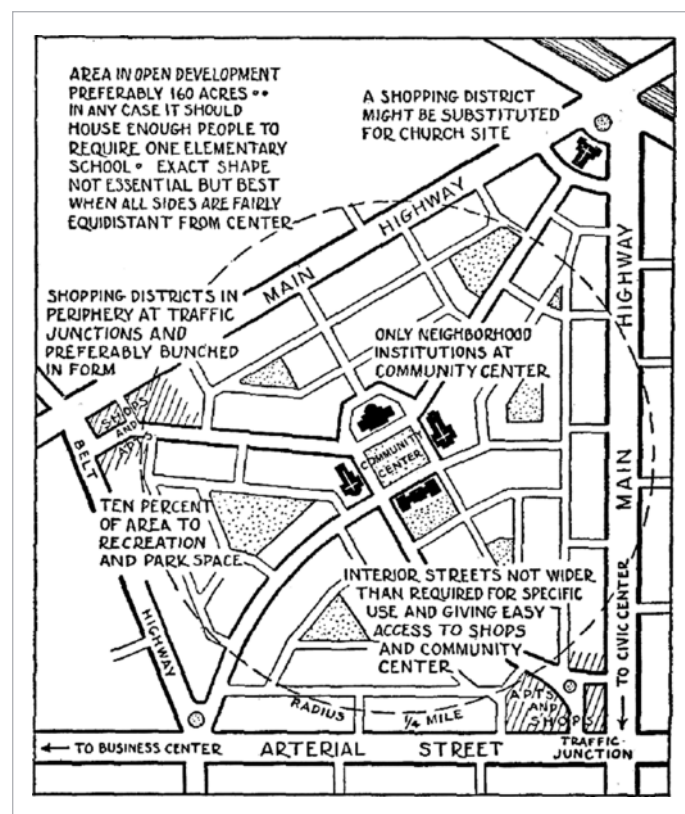 AREA IN OPEN DEVELOPMENT
PREFERABLY 160 ACRES • •
IN ANY CASE IT SHOULD
HOUSE ENOUGH PEOPLE TO
REQUIRE ONE ELEMENTARY
SCHOOL • EXACT SHAPE
NOT ESSENTIAL BUT BEST
WHEN ALL SIDES ARE FAIRLY
EQUIDISTANT FROM CENTER
A SHOPPING DISTRICT
MIGHT BE SUBSTITUTED
FOR CHURCH SITE
MAIN HIGHWAY
HIGHWAY
MAIN
SHOPPING DISTRICTS IN
PERIPHERY AT TRAFFIC
JUNCTIONS AND
PREFERABLY BUNCHED
IN FORM
ONLY NEIGHBORHOOD
INSTITUTIONS AT
COMMUNITY CENTER
SHOPS
AND
APTS
BELT
HIGHWAY
COMMUNITY
CENTER
TEN PERCENT
OF AREA TO
RECREATION
AND PARK SPACE
INTERIOR STREETS NOT WIDER
THAN REQUIRED FOR SPECIFIC
USE AND GIVING EASY
ACCESS TO SHOPS
AND COMMUNITY
CENTER
TO CIVIC CENTER
APTS
AND
SHOPS
RADIUS 1/4 MILE
← TO BUSINESS CENTER
ARTERIAL STREET
TRAFFIC
JUNCTION